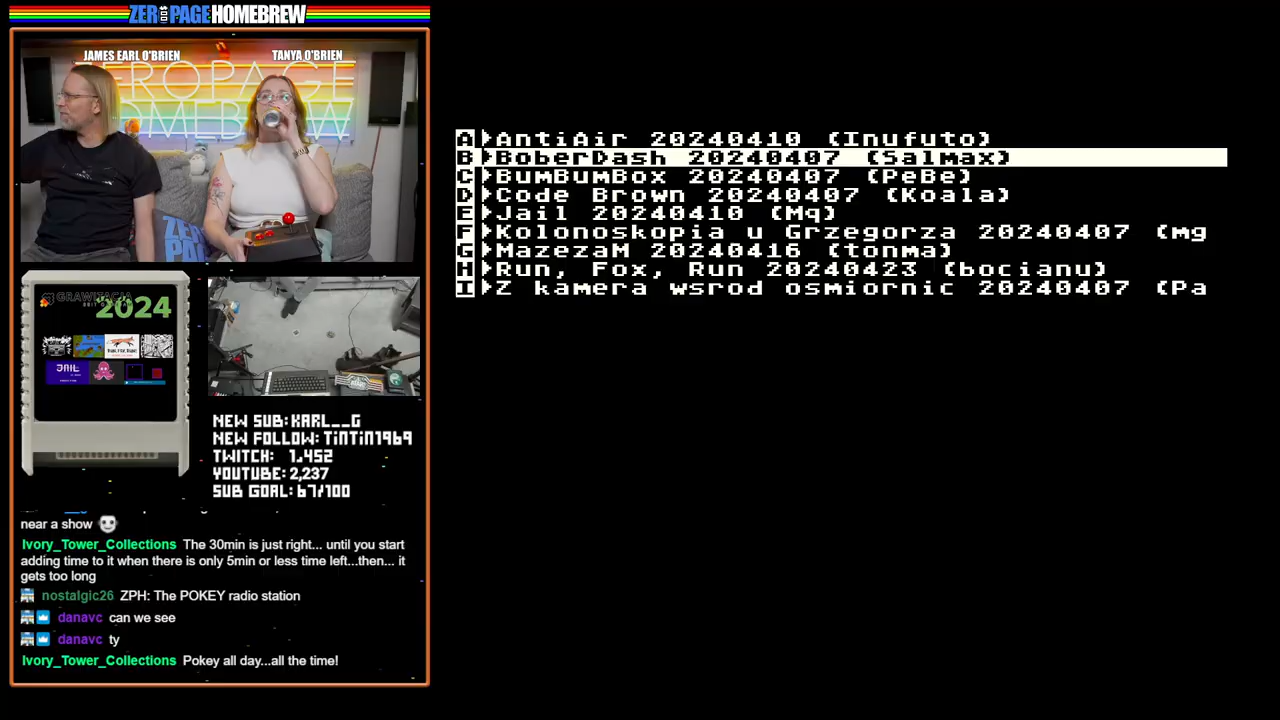 ZEROPAGE HOMEBREW
JAMES EARL O'BRIEN
TANYA O'BRIEN
ZEROPAGE
HOMEBREW
GRAWITACJA
2024
JAIL
NEW SUB: KARL__G
NEW FOLLOW: TINTIN1969
TWITCH: 1,452
YOUTUBE: 2,237
SUB GOAL: 67/100
near a show
Ivory_Tower_Collections The 30min is just right... until you start
adding time to it when there is only 5min or less time left...then... it
gets too long
nostalgic26 ZPH: The POKEY radio station
danavc can we see
danavc ty
Ivory_Tower_Collections Pokey all day...all the time!
A AntiAir 20240410 (Inufuto)
B BoberDash 20240407 (Salmax)
C BumBumBox 20240407 (PeBe)
D Code Brown 20240407 (Koala)
E Jail 20240410 (Mq)
F Kolonoskopia u Grzegorza 20240407 (mg
G MazezaM 20240416 (tonma)
H Run, Fox, Run 20240423 (bocianu)
I Z kamera wsrod osmiornic 20240407 (Pa